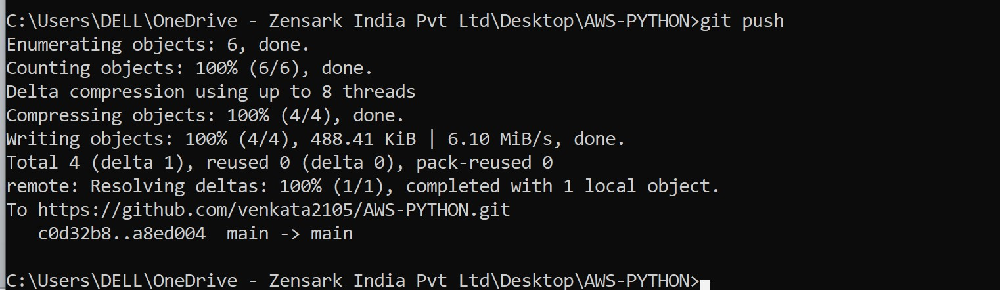 C:\Users\DELL\OneDrive - Zensark India Pvt Ltd\Desktop\AWS-PYTHON>git push
Enumerating objects: 6, done.
Counting objects: 100% (6/6), done.
Delta compression using up to 8 threads
Compressing objects: 100% (4/4), done.
Writing objects: 100% (4/4), 488.41 KiB | 6.10 MiB/s, done.
Total 4 (delta 1), reused 0 (delta 0), pack-reused 0
remote: Resolving deltas: 100% (1/1), completed with 1 local object.
To https://github.com/venkata2105/AWS-PYTHON.git
   c0d32b8..a8ed004  main -> main
C:\Users\DELL\OneDrive - Zensark India Pvt Ltd\Desktop\AWS-PYTHON>